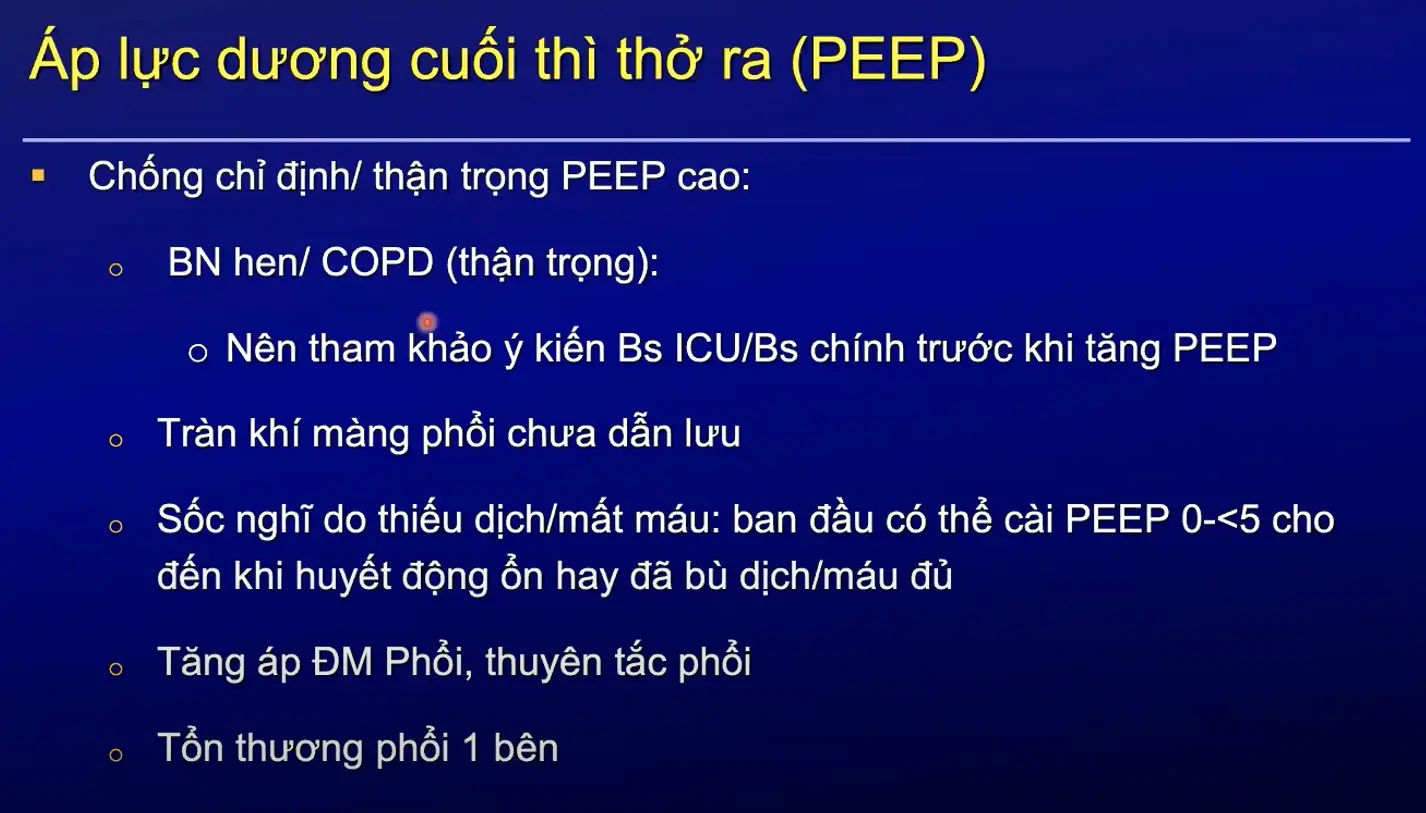 Áp lực dương cuối thì thở ra (PEEP)
Chống chỉ định/ thận trọng PEEP cao:
BN hen/ COPD (thận trọng):
Nên tham khảo ý kiến Bs ICU/Bs chính trước khi tăng PEEP
Tràn khí màng phổi chưa dẫn lưu
Sốc nghĩ do thiếu dịch/mất máu: ban đầu có thể cài PEEP 0-<5 cho
đến khi huyết động ổn hay đã bù dịch/máu đủ
Tăng áp ĐM Phổi, thuyên tắc phổi
Tổn thương phổi 1 bên